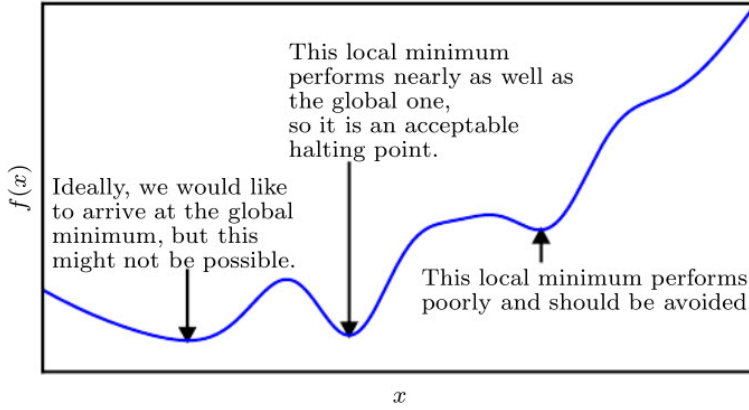 This local minimum
performs nearly as well as
the global one,
so it is an acceptable
halting point.
Ideally, we would like
to arrive at the global
minimum, but this
might not be possible.
This local minimum performs
poorly and should be avoided
f(x)
x